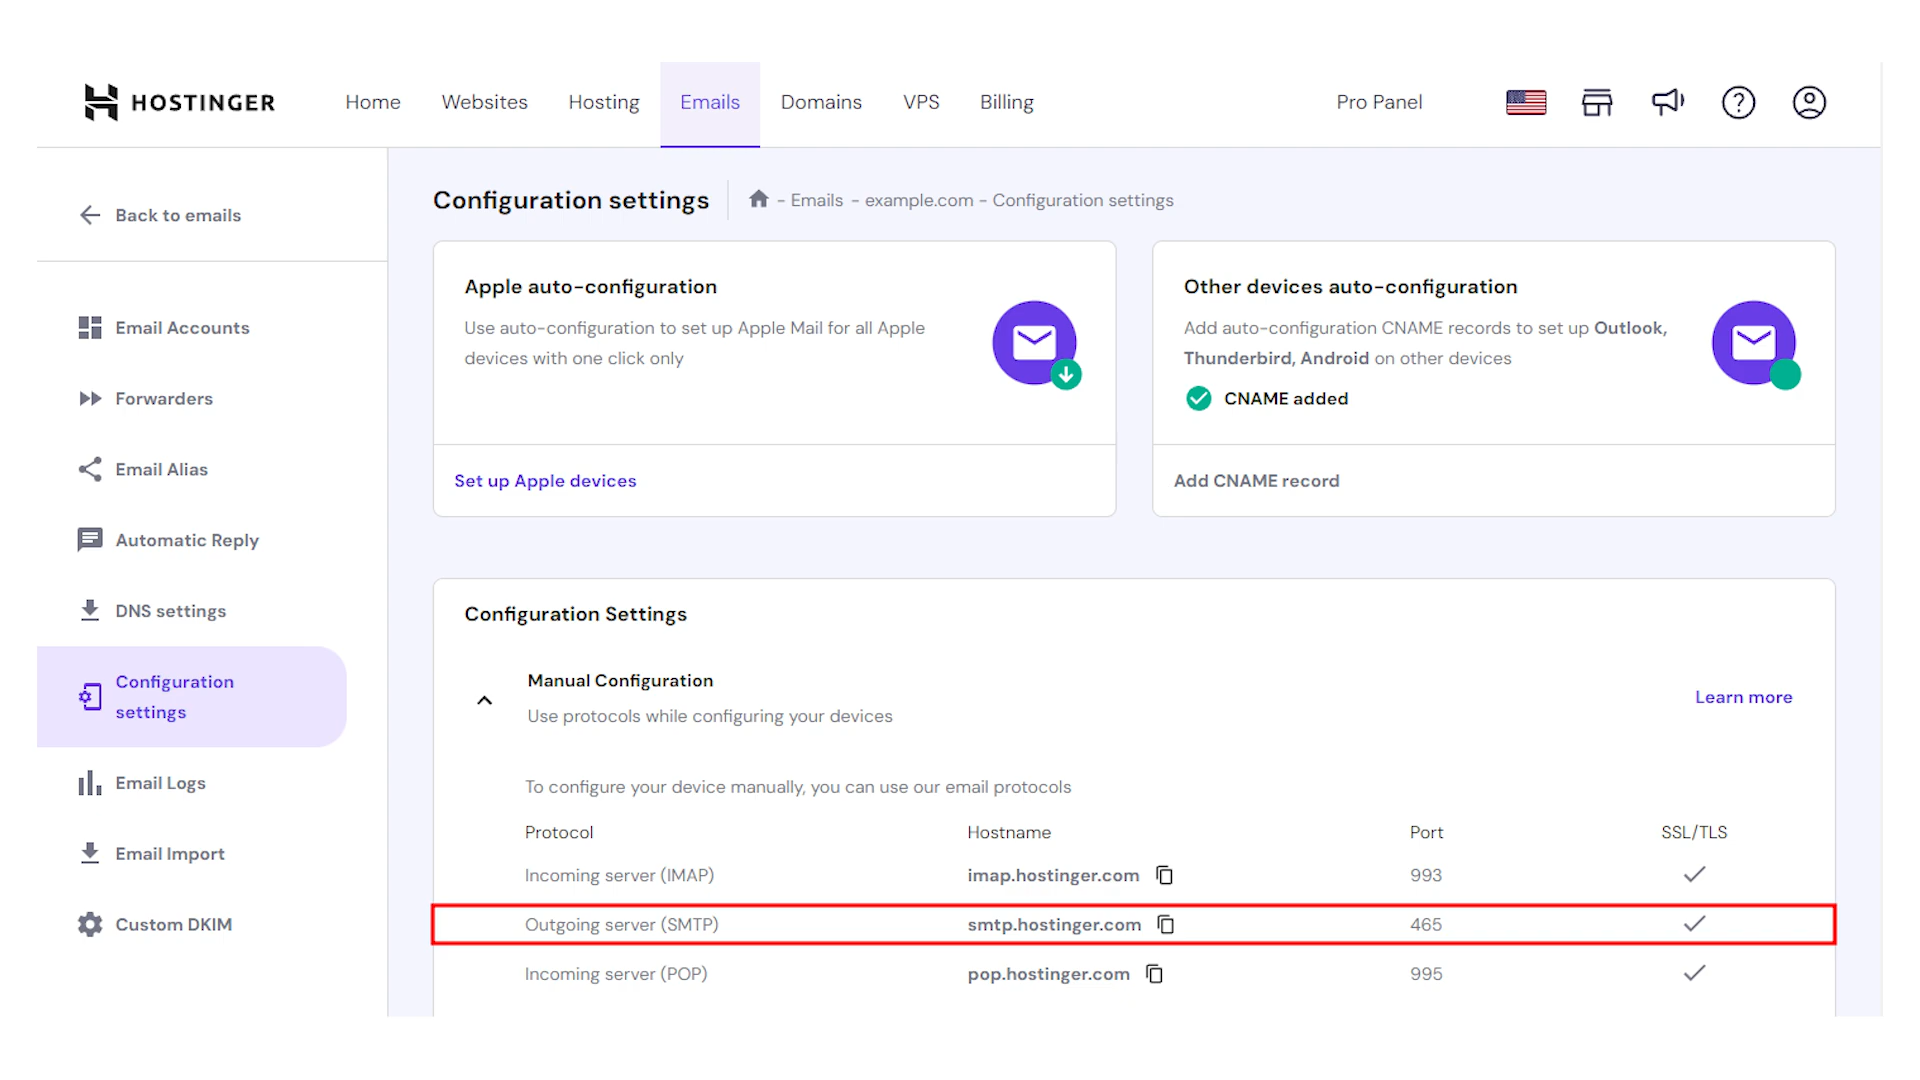 HOSTINGER
Home
Websites
Hosting
Emails
Domains
VPS
Billing
Pro Panel
Back to emails
Email Accounts
Forwarders
Email Alias
Automatic Reply
DNS settings
Configuration
settings
Email Logs
Email Import
Custom DKIM
Configuration settings
- Emails - example.com - Configuration settings
Apple auto-configuration
Use auto-configuration to set up Apple Mail for all Apple
devices with one click only
Set up Apple devices
Other devices auto-configuration
Add auto-configuration CNAME records to set up Outlook,
Thunderbird, Android on other devices
CNAME added
Add CNAME record
Configuration Settings
Manual Configuration
Use protocols while configuring your devices
Learn more
To configure your device manually, you can use our email protocols
Protocol Hostname Port SSL/TLS
Incoming server (IMAP) imap.hostinger.com 993
Outgoing server (SMTP) smtp.hostinger.com 465
Incoming server (POP) pop.hostinger.com 995